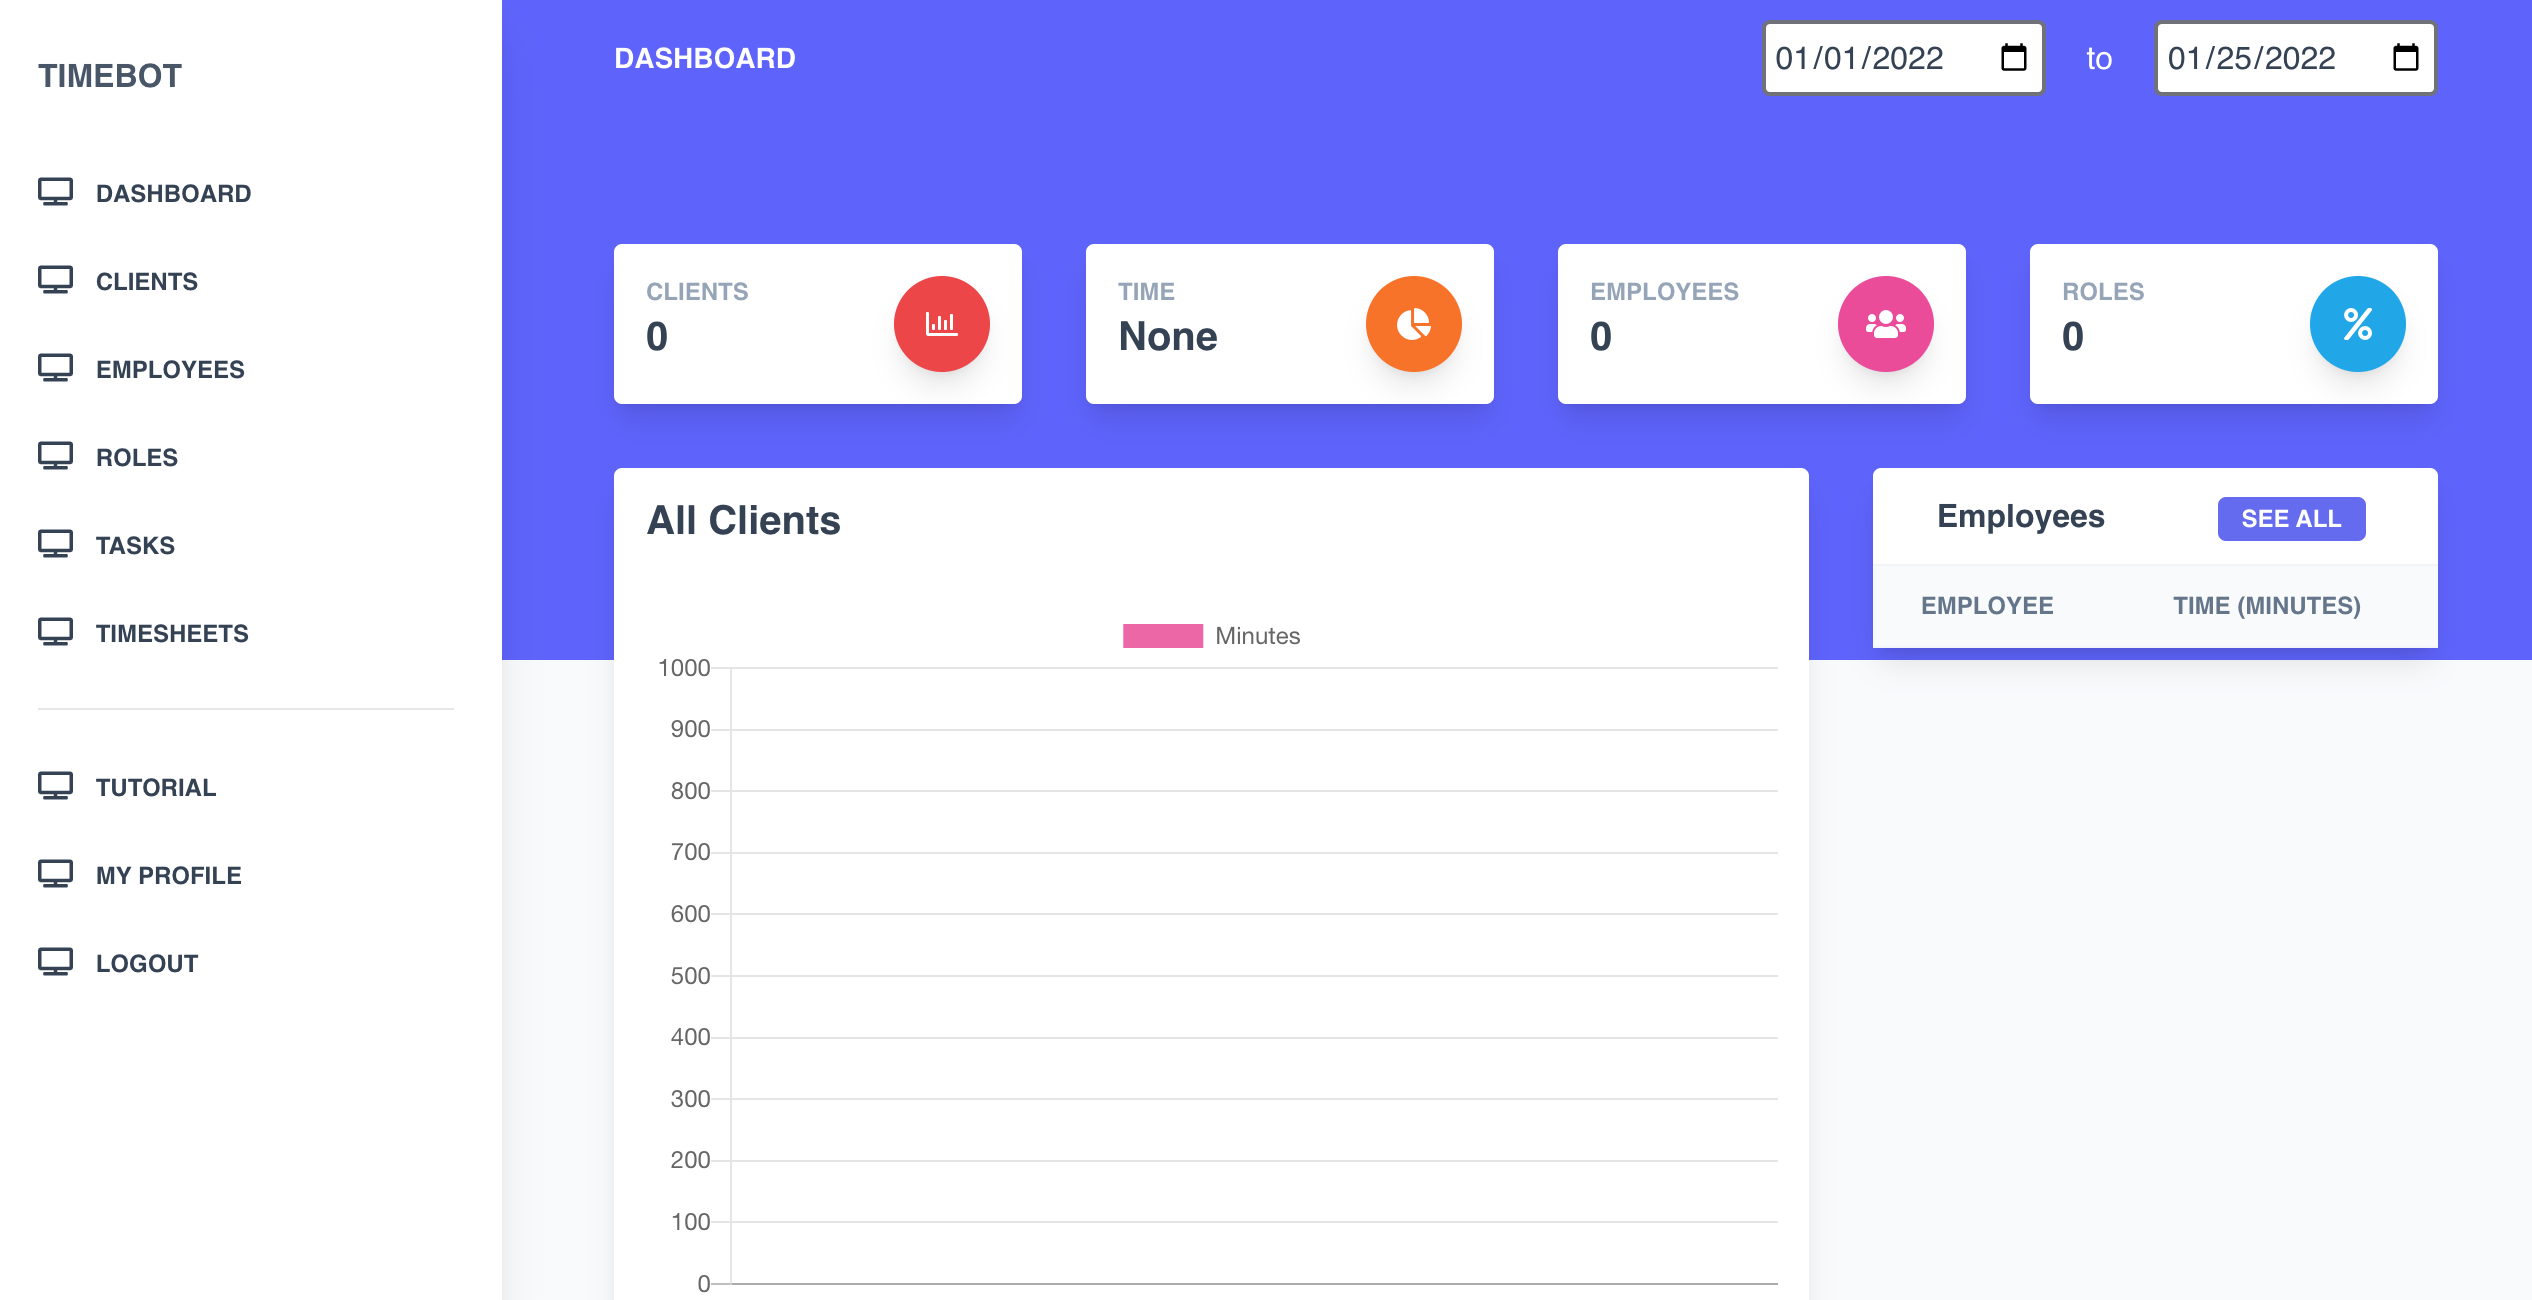 TIMEBOT
DASHBOARD
CLIENTS
EMPLOYEES
ROLES
TASKS
TIMESHEETS
TUTORIAL
MY PROFILE
LOGOUT
DASHBOARD
01/01/2022 to 01/25/2022
CLIENTS
0
TIME
None
EMPLOYEES
0
ROLES
0
All Clients
Minutes
1000
900
800
700
600
500
400
300
200
100
0
Employees SEE ALL
EMPLOYEE TIME (MINUTES)